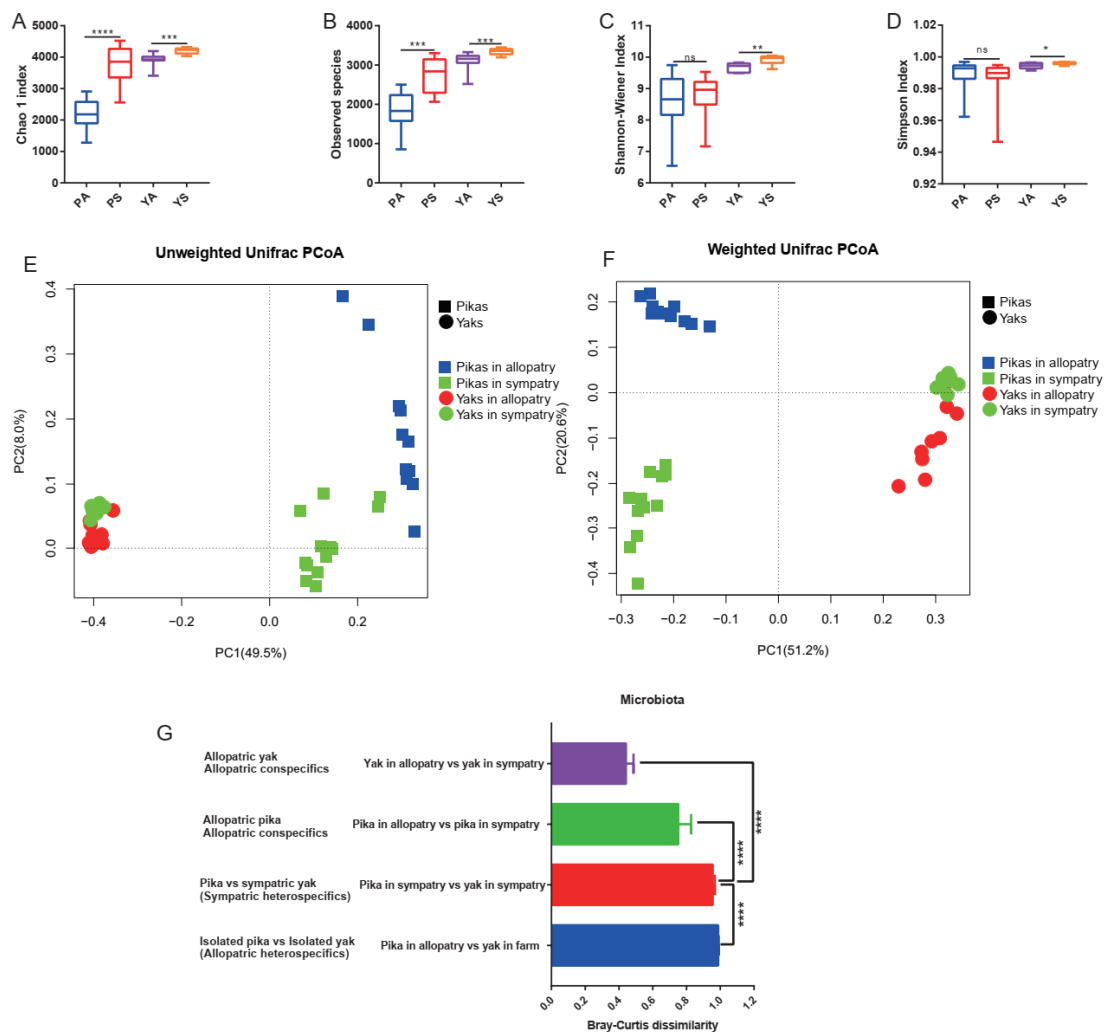 A
B
C
D
Chao 1 index
5000
4000
3000
2000
1000
0
****
***
PA
PS
YA
YS
Observed species
4000
3000
2000
1000
0
***
***
PA
PS
YA
YS
Shannon-Wiener Index
11
10
9
8
7
6
ns
**
PA
PS
YA
YS
Simpson Index
1.02
1.00
0.98
0.96
0.94
0.92
ns
*
PA
PS
YA
YS
E
Unweighted Unifrac PCoA
PC2(8.0%)
0.4
0.3
0.2
0.1
0.0
−0.4
−0.2
0.0
0.2
PC1(49.5%)
Pikas
Yaks
Pikas in allopatry
Pikas in sympatry
Yaks in allopatry
Yaks in sympatry
F
Weighted Unifrac PCoA
PC2(20.6%)
0.2
0.1
0.0
−0.1
−0.2
−0.3
−0.4
−0.3
−0.2
−0.1
0.0
0.1
0.2
0.3
PC1(51.2%)
Pikas
Yaks
Pikas in allopatry
Pikas in sympatry
Yaks in allopatry
Yaks in sympatry
G
Microbiota
Allopatric yak
Allopatric conspecifics
Yak in allopatry vs yak in sympatry
Allopatric pika
Allopatric conspecifics
Pika in allopatry vs pika in sympatry
Pika vs sympatric yak
(Sympatric heterospecifics)
Pika in sympatry vs yak in sympatry
Isolated pika vs Isolated yak
(Allopatric heterospecifics)
Pika in allopatry vs yak in farm
****
****
****
0.0
0.2
0.4
0.6
0.8
1.0
1.2
Bray-Curtis dissimilarity